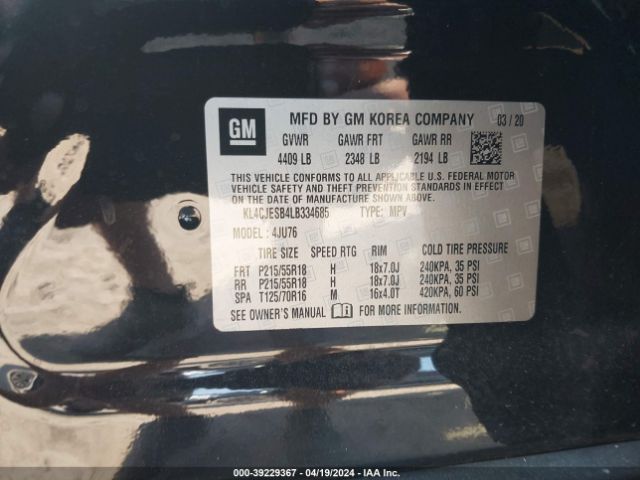 GM
MFD BY GM KOREA COMPANY 03 / 20
GVWR GAWR FRT GAWR RR
4409 LB 2348 LB 2194 LB
THIS VEHICLE CONFORMS TO ALL APPLICABLE U.S. FEDERAL MOTOR
VEHICLE SAFETY AND THEFT PREVENTION STANDARDS IN EFFECT ON
THE DATE OF MANUFACTURE SHOWN ABOVE.
KL4CJESB4LB334685 TYPE: MPV
MODEL: 4JU76
TIRE SIZE SPEED RTG RIM COLD TIRE PRESSURE
FRT P215/55R18 H 18x7.0J 240KPA, 35 PSI
RR P215/55R18 H 18x7.0J 240KPA, 35 PSI
SPA T125/70R16 M 16x4.0T 420KPA, 60 PSI
SEE OWNER'S MANUAL FOR MORE INFORMATION.
000-39229367 - 04/19/2024 - IAA Inc.